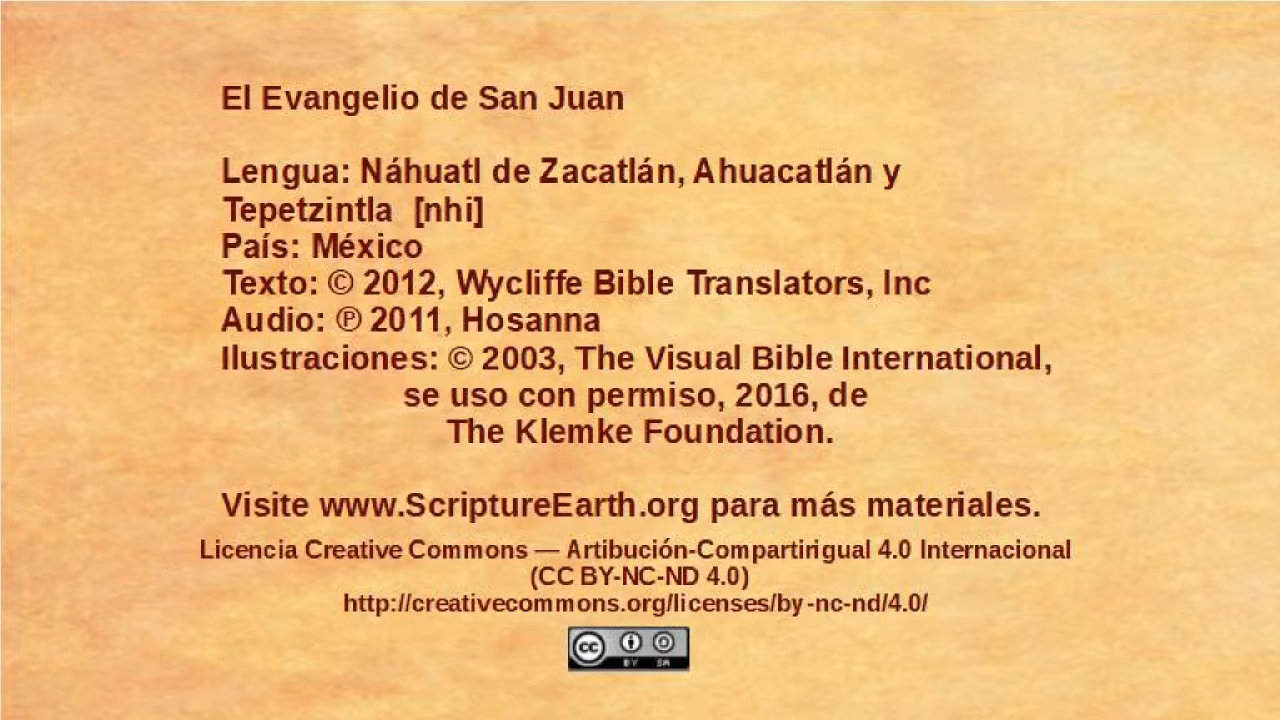 El Evangelio de San Juan
Lengua: Náhuatl de Zacatlán, Ahuacatlán y
Tepetzintla [nhi]
País: México
Texto: © 2012, Wycliffe Bible Translators, Inc
Audio: ℗ 2011, Hosanna
Ilustraciones: © 2003, The Visual Bible International,
se uso con permiso, 2016, de
The Klemke Foundation.
Visite www.ScriptureEarth.org para más materiales.
Licencia Creative Commons — Artibución-Compartirigual 4.0 Internacional
(CC BY-NC-ND 4.0)
http://creativecommons.org/licenses/by-nc-nd/4.0/
cc BY SA